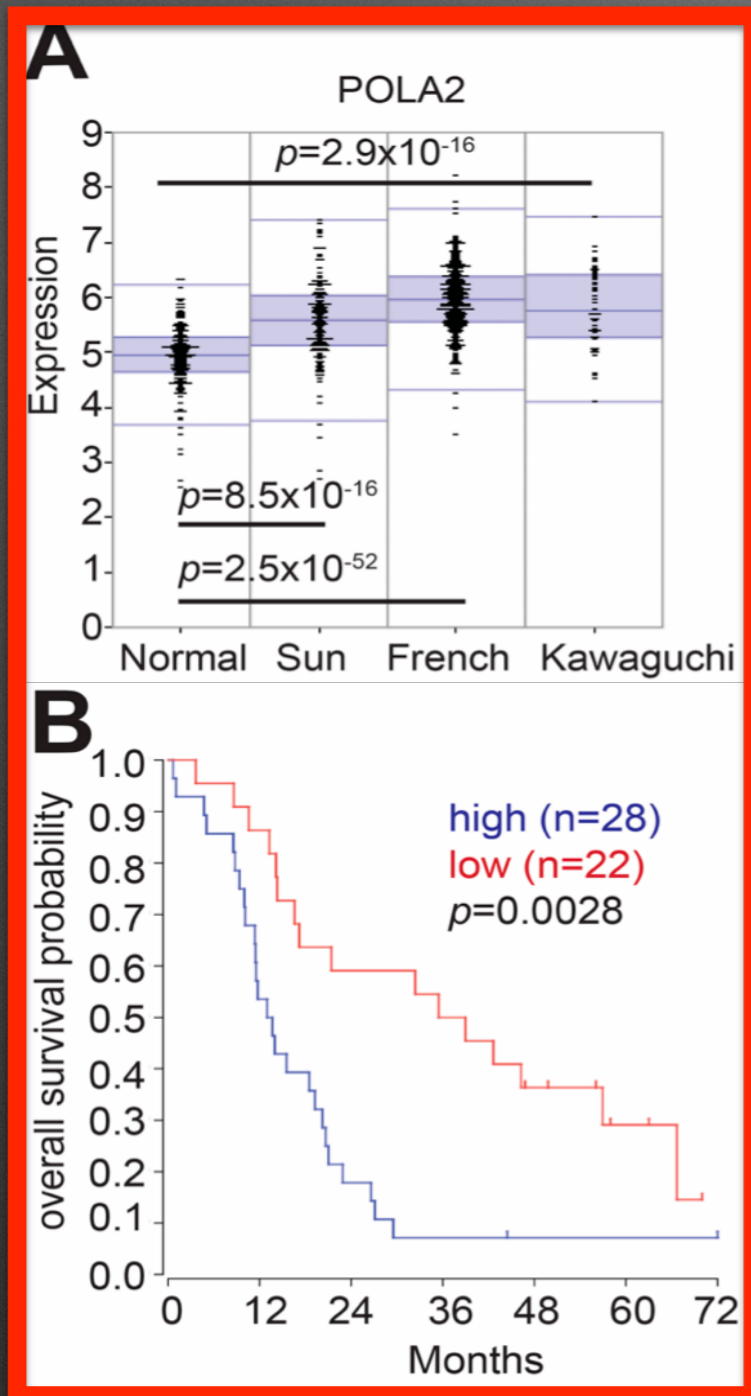 A
POLA2
9
p=2.9x10-16
8
7
6
5
4
3
p=8.5x10-16
2
p=2.5x10-52
1
0
Expression
Normal Sun French Kawaguchi
B
1.0
0.9
high (n=28)
0.8
low (n=22)
0.7
p=0.0028
0.6
0.5
0.4
0.3
0.2
0.1
0.0
overall survival probability
0 12 24 36 48 60 72
Months